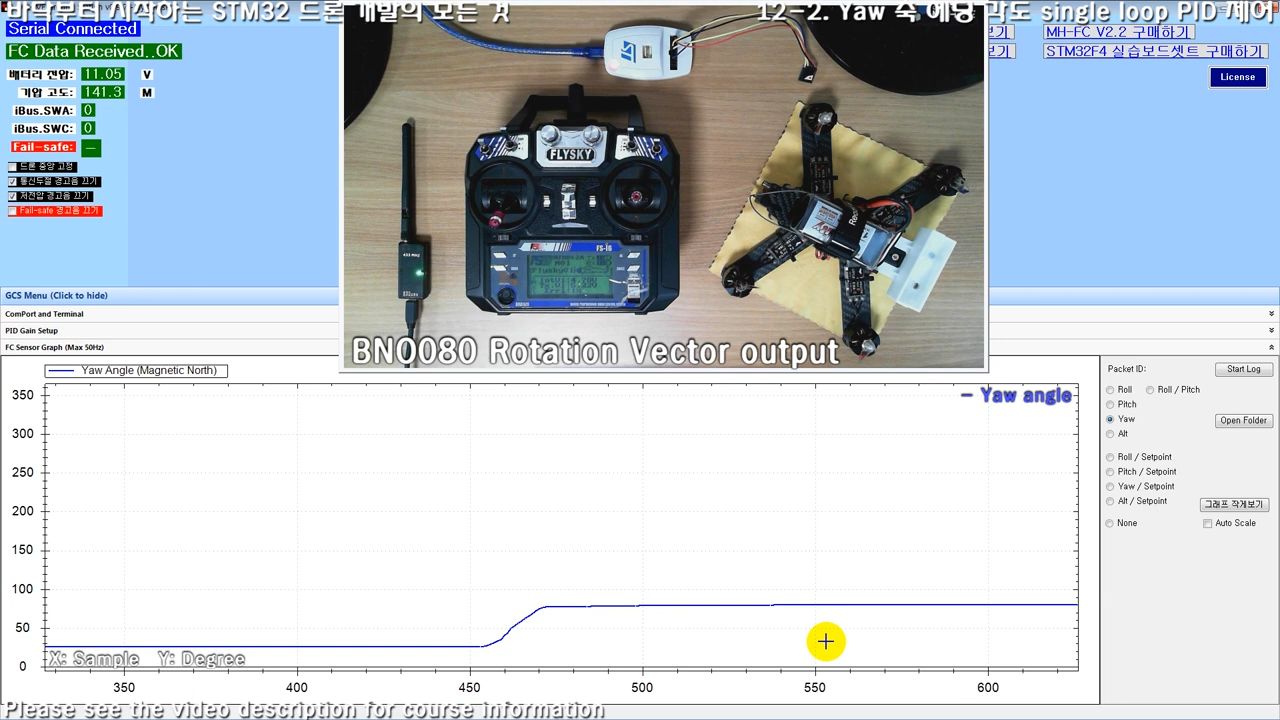 바닥부터 시작하는 STM32 드론 개발의 모든 것
12-2. Yaw 축 헤딩 각도 single loop PID 제어
Serial Connected
FC Data Received..OK
배터리 전압: 11.05 V
기압 고도: 141.3 M
iBus.SWA: 0
iBus.SWC: 0
Fail-safe: —
드론 중앙 고정
통신두절 경고음 끄기
저전압 경고음 끄기
Fail-safe 경고음 끄기
보기
MH-FC V2.2 구매하기
보기
STM32F4 실습보드셋트 구매하기
License
FLYSKY
FS-i6
BNO080 Rotation Vector output
GCS Menu (Click to hide)
ComPort and Terminal
PID Gain Setup
FC Sensor Graph (Max 50Hz)
Yaw Angle (Magnetic North)
– Yaw angle
350
300
250
200
150
100
50
0
X: Sample Y: Degree
350 400 450 500 550 600
Packet ID:
Start Log
Roll
Roll / Pitch
Pitch
Yaw
Open Folder
Alt
Roll / Setpoint
Pitch / Setpoint
Yaw / Setpoint
Alt / Setpoint
그래프 작게보기
None
Auto Scale
Please see the video description for course information